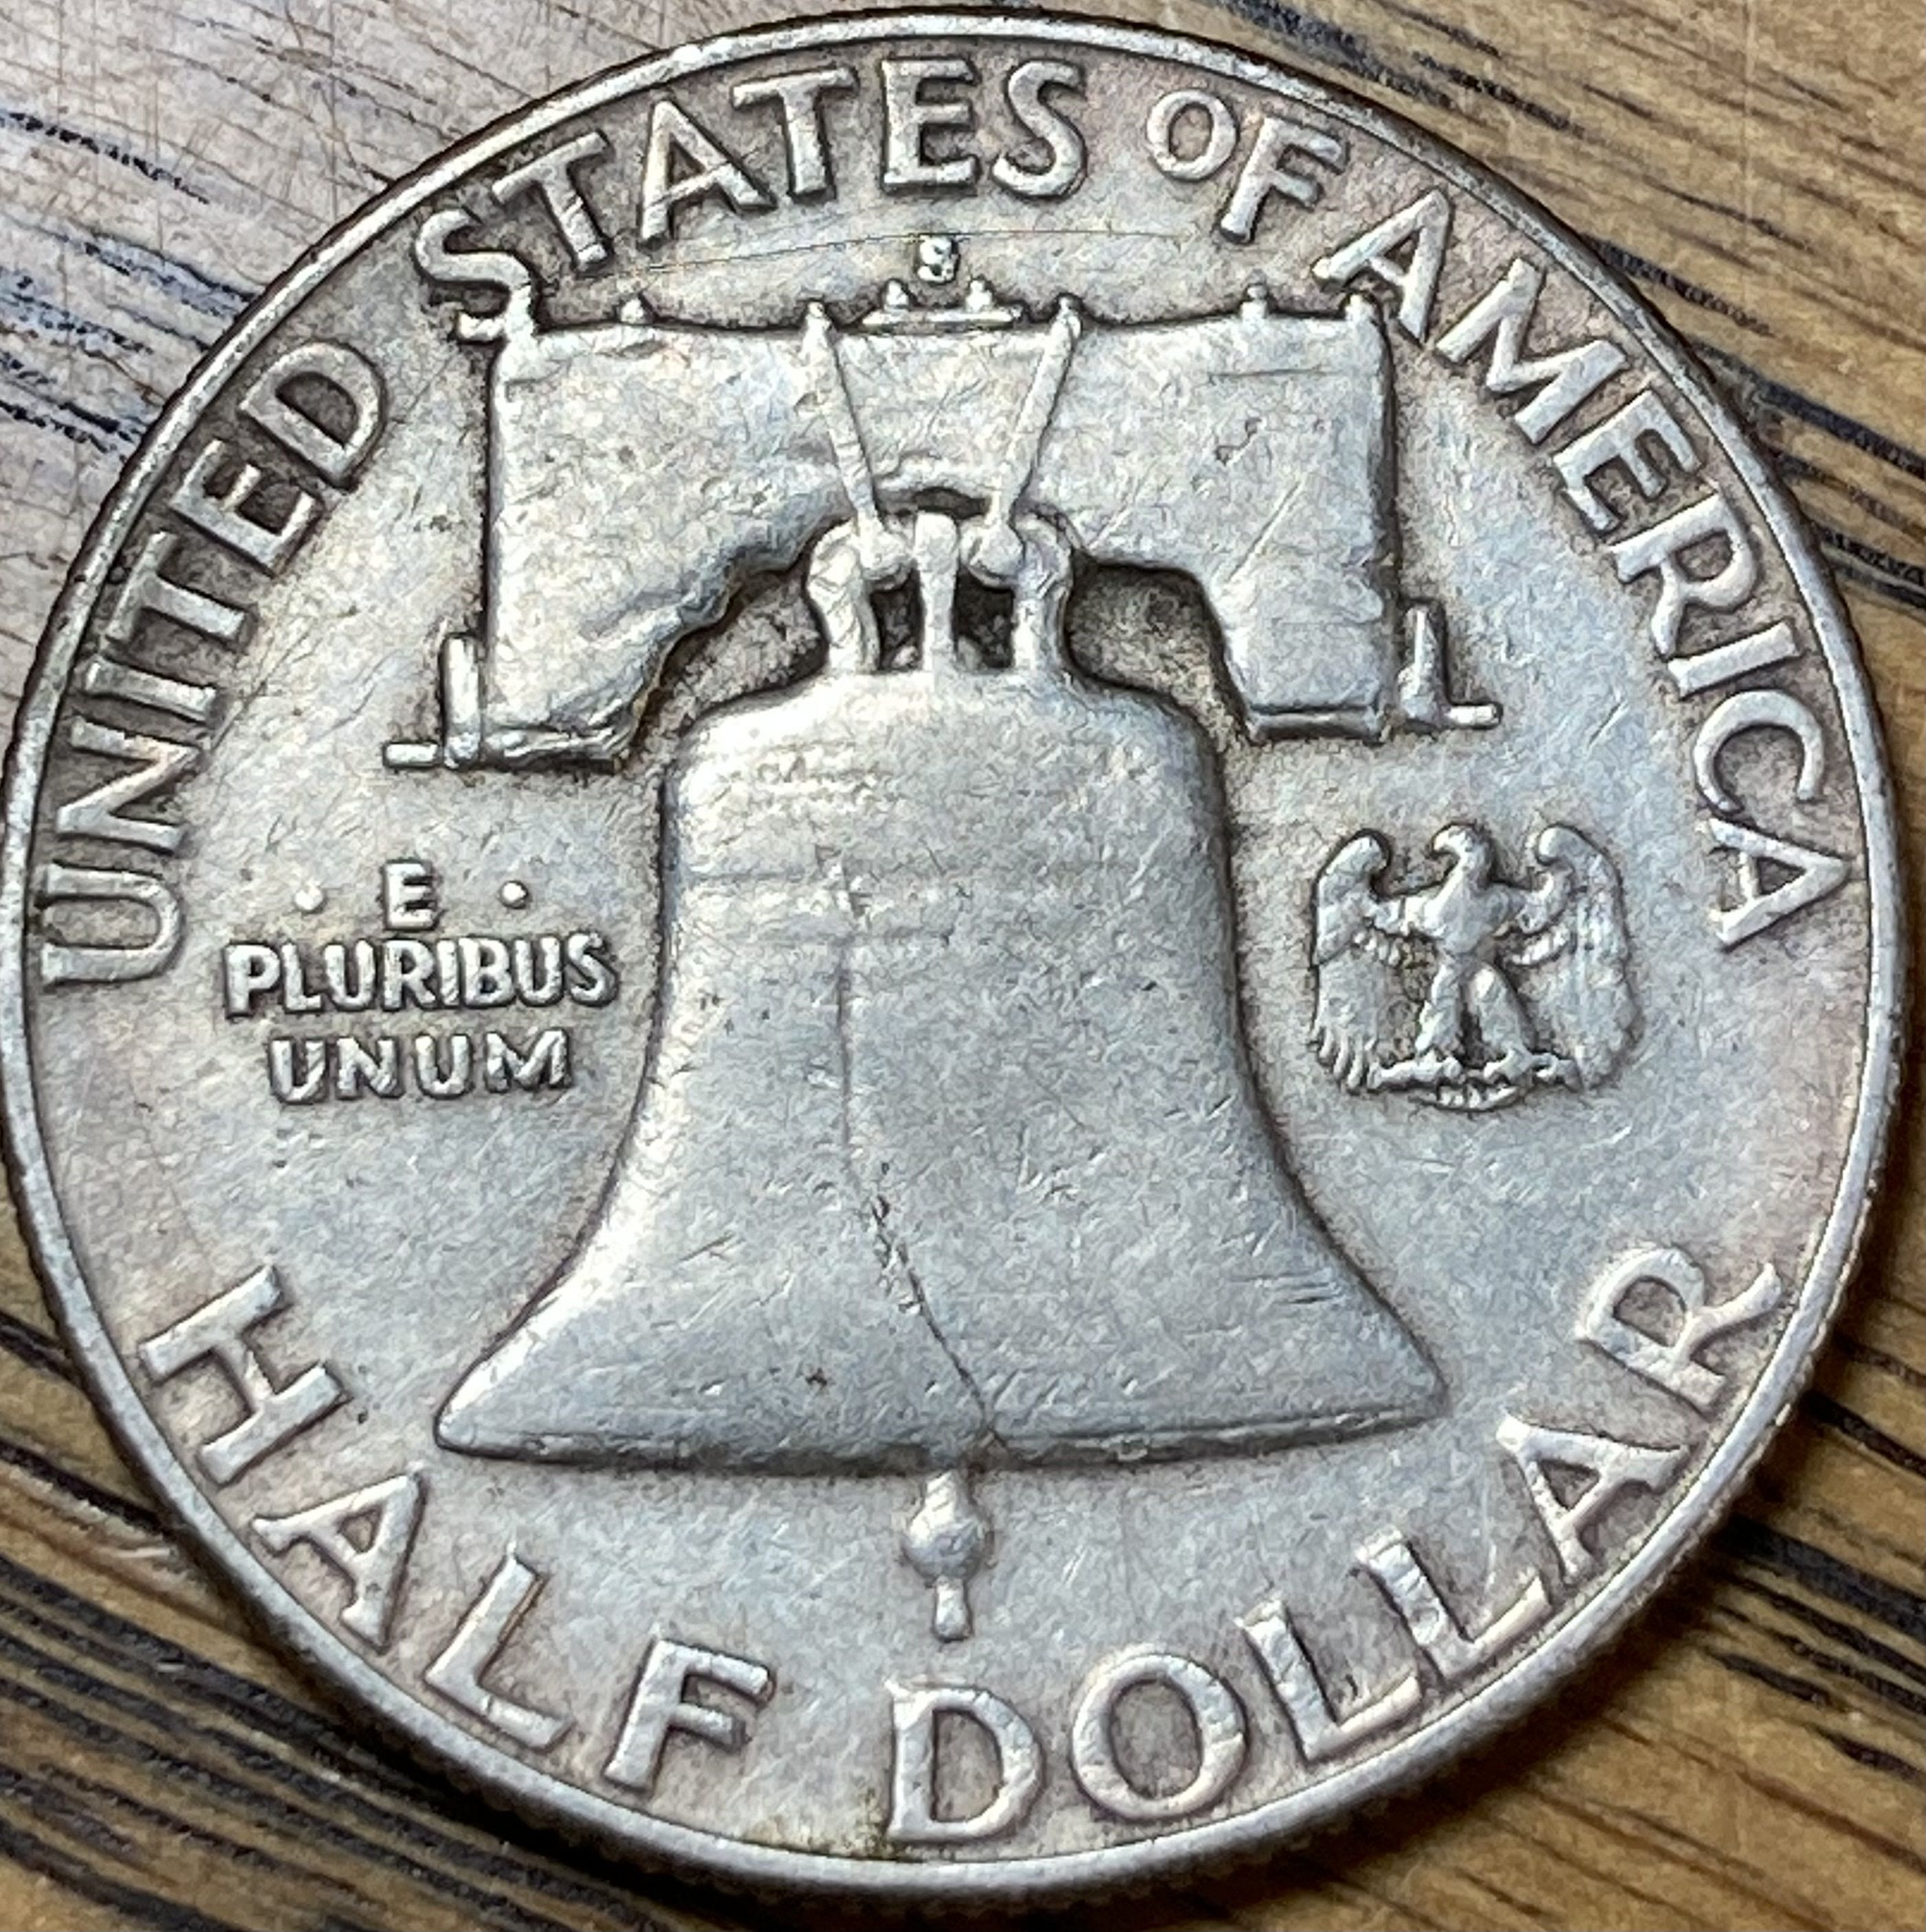 UNITED STATES OF AMERICA
S
· E ·
PLURIBUS
UNUM
HALF DOLLAR